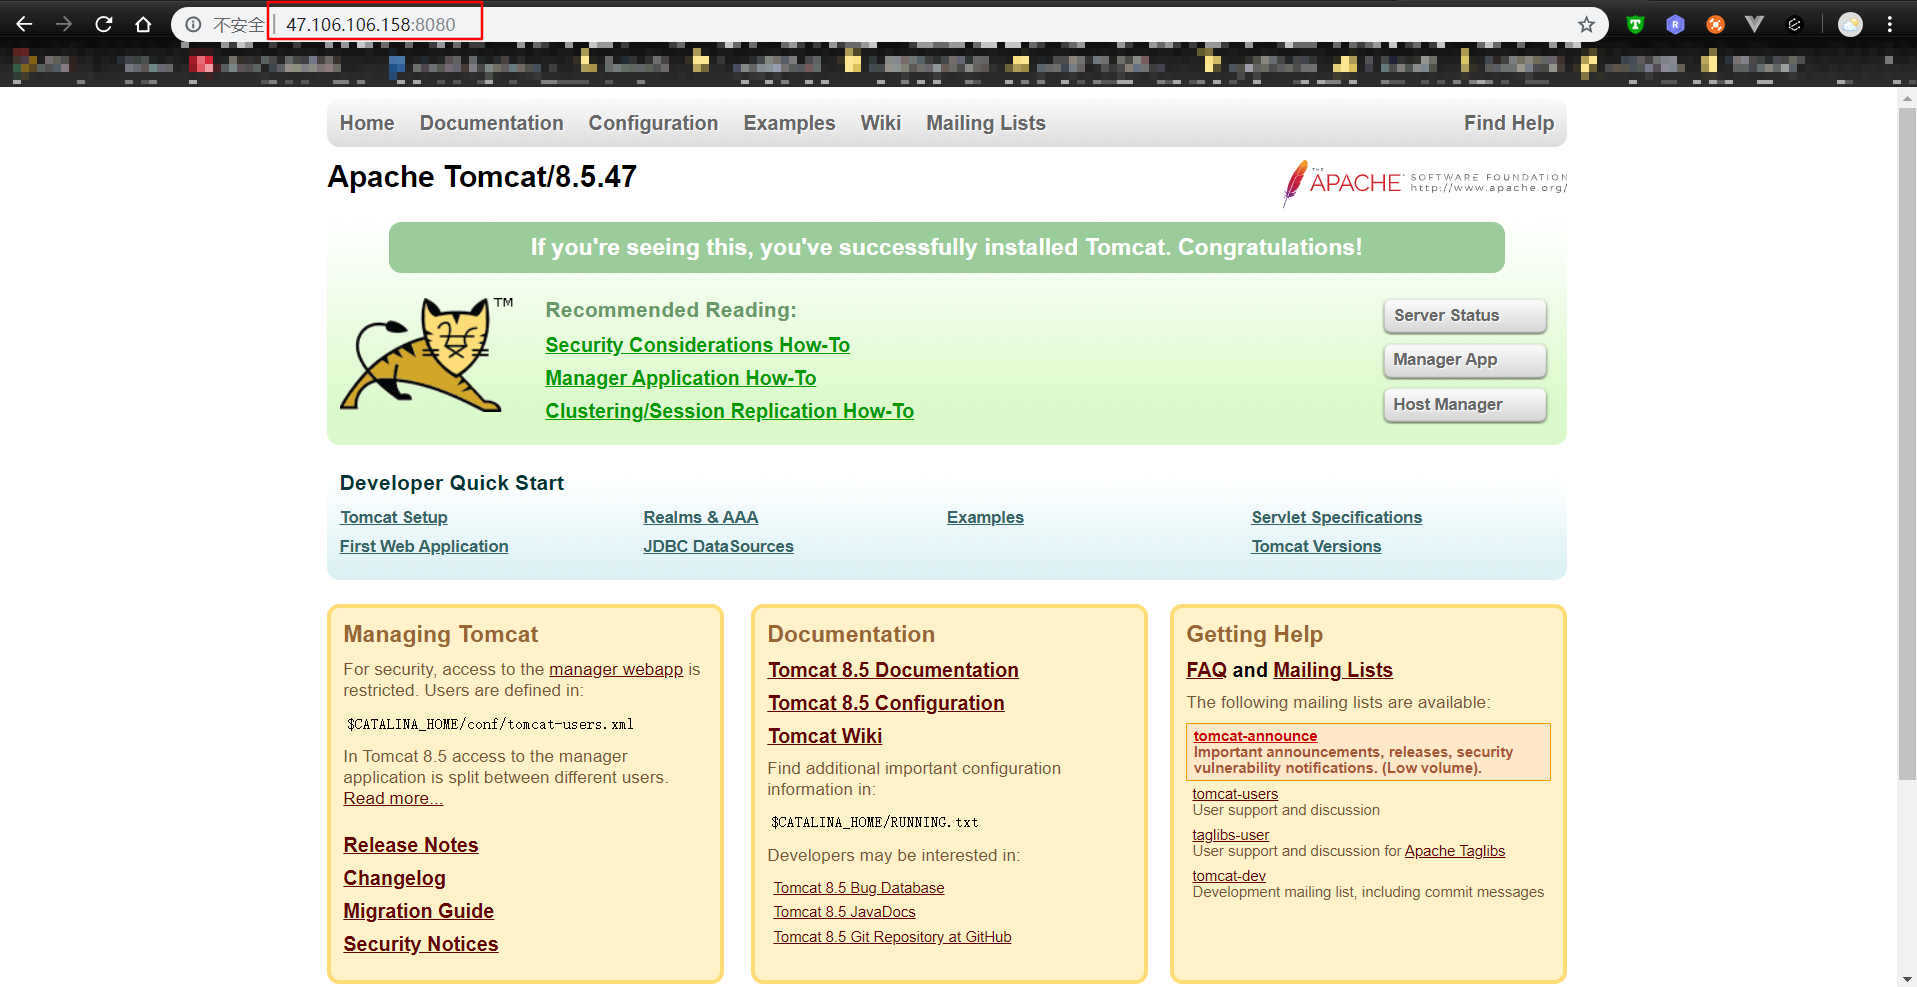 不安全 47.106.106.158:8080
Home Documentation Configuration Examples Wiki Mailing Lists Find Help
Apache Tomcat/8.5.47
THE APACHE SOFTWARE FOUNDATION
http://www.apache.org/
If you're seeing this, you've successfully installed Tomcat. Congratulations!
TM
Recommended Reading:
Security Considerations How-To
Manager Application How-To
Clustering/Session Replication How-To
Server Status
Manager App
Host Manager
Developer Quick Start
Tomcat Setup
First Web Application
Realms & AAA
JDBC DataSources
Examples
Servlet Specifications
Tomcat Versions
Managing Tomcat
For security, access to the manager webapp is
restricted. Users are defined in:
$CATALINA_HOME/conf/tomcat-users.xml
In Tomcat 8.5 access to the manager
application is split between different users.
Read more...
Release Notes
Changelog
Migration Guide
Security Notices
Documentation
Tomcat 8.5 Documentation
Tomcat 8.5 Configuration
Tomcat Wiki
Find additional important configuration
information in:
$CATALINA_HOME/RUNNING.txt
Developers may be interested in:
Tomcat 8.5 Bug Database
Tomcat 8.5 JavaDocs
Tomcat 8.5 Git Repository at GitHub
Getting Help
FAQ and Mailing Lists
The following mailing lists are available:
tomcat-announce
Important announcements, releases, security
vulnerability notifications. (Low volume).
tomcat-users
User support and discussion
taglibs-user
User support and discussion for Apache Taglibs
tomcat-dev
Development mailing list, including commit messages